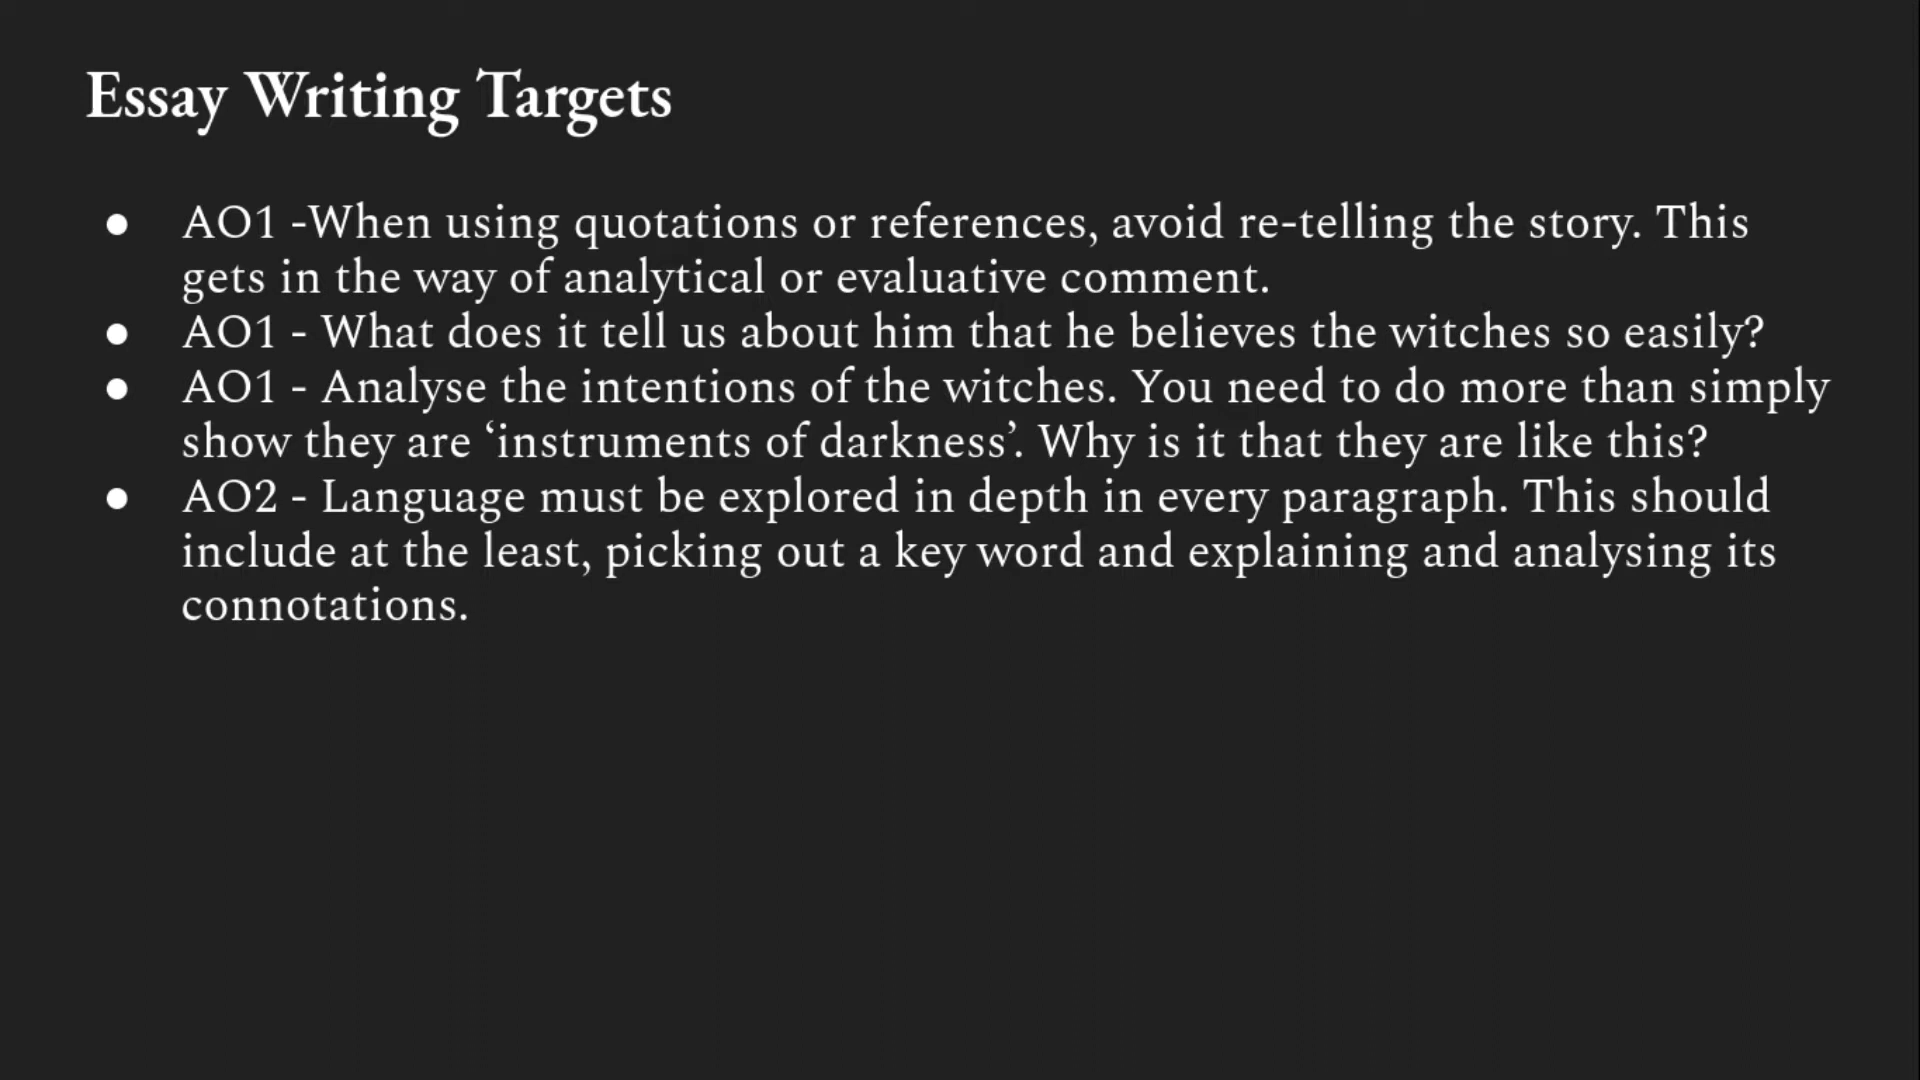 Essay Writing Targets
● AO1 -When using quotations or references, avoid re-telling the story. This
gets in the way of analytical or evaluative comment.
● AO1 - What does it tell us about him that he believes the witches so easily?
● AO1 - Analyse the intentions of the witches. You need to do more than simply
show they are ‘instruments of darkness’. Why is it that they are like this?
● AO2 - Language must be explored in depth in every paragraph. This should
include at the least, picking out a key word and explaining and analysing its
connotations.